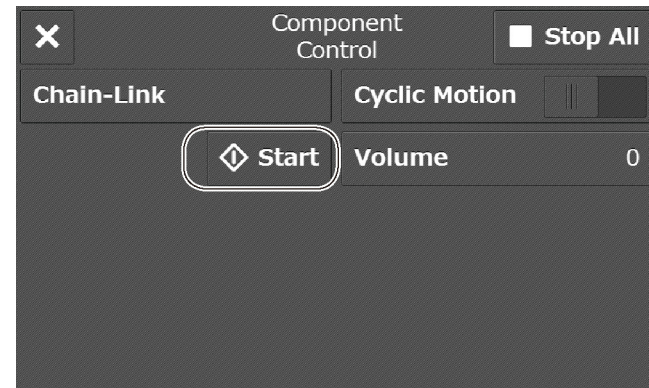 Component
Control
Stop All
Chain-Link
Cyclic Motion
Start
Volume
0